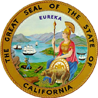 EUREKA
THE GREAT SEAL OF THE STATE OF
CALIFORNIA